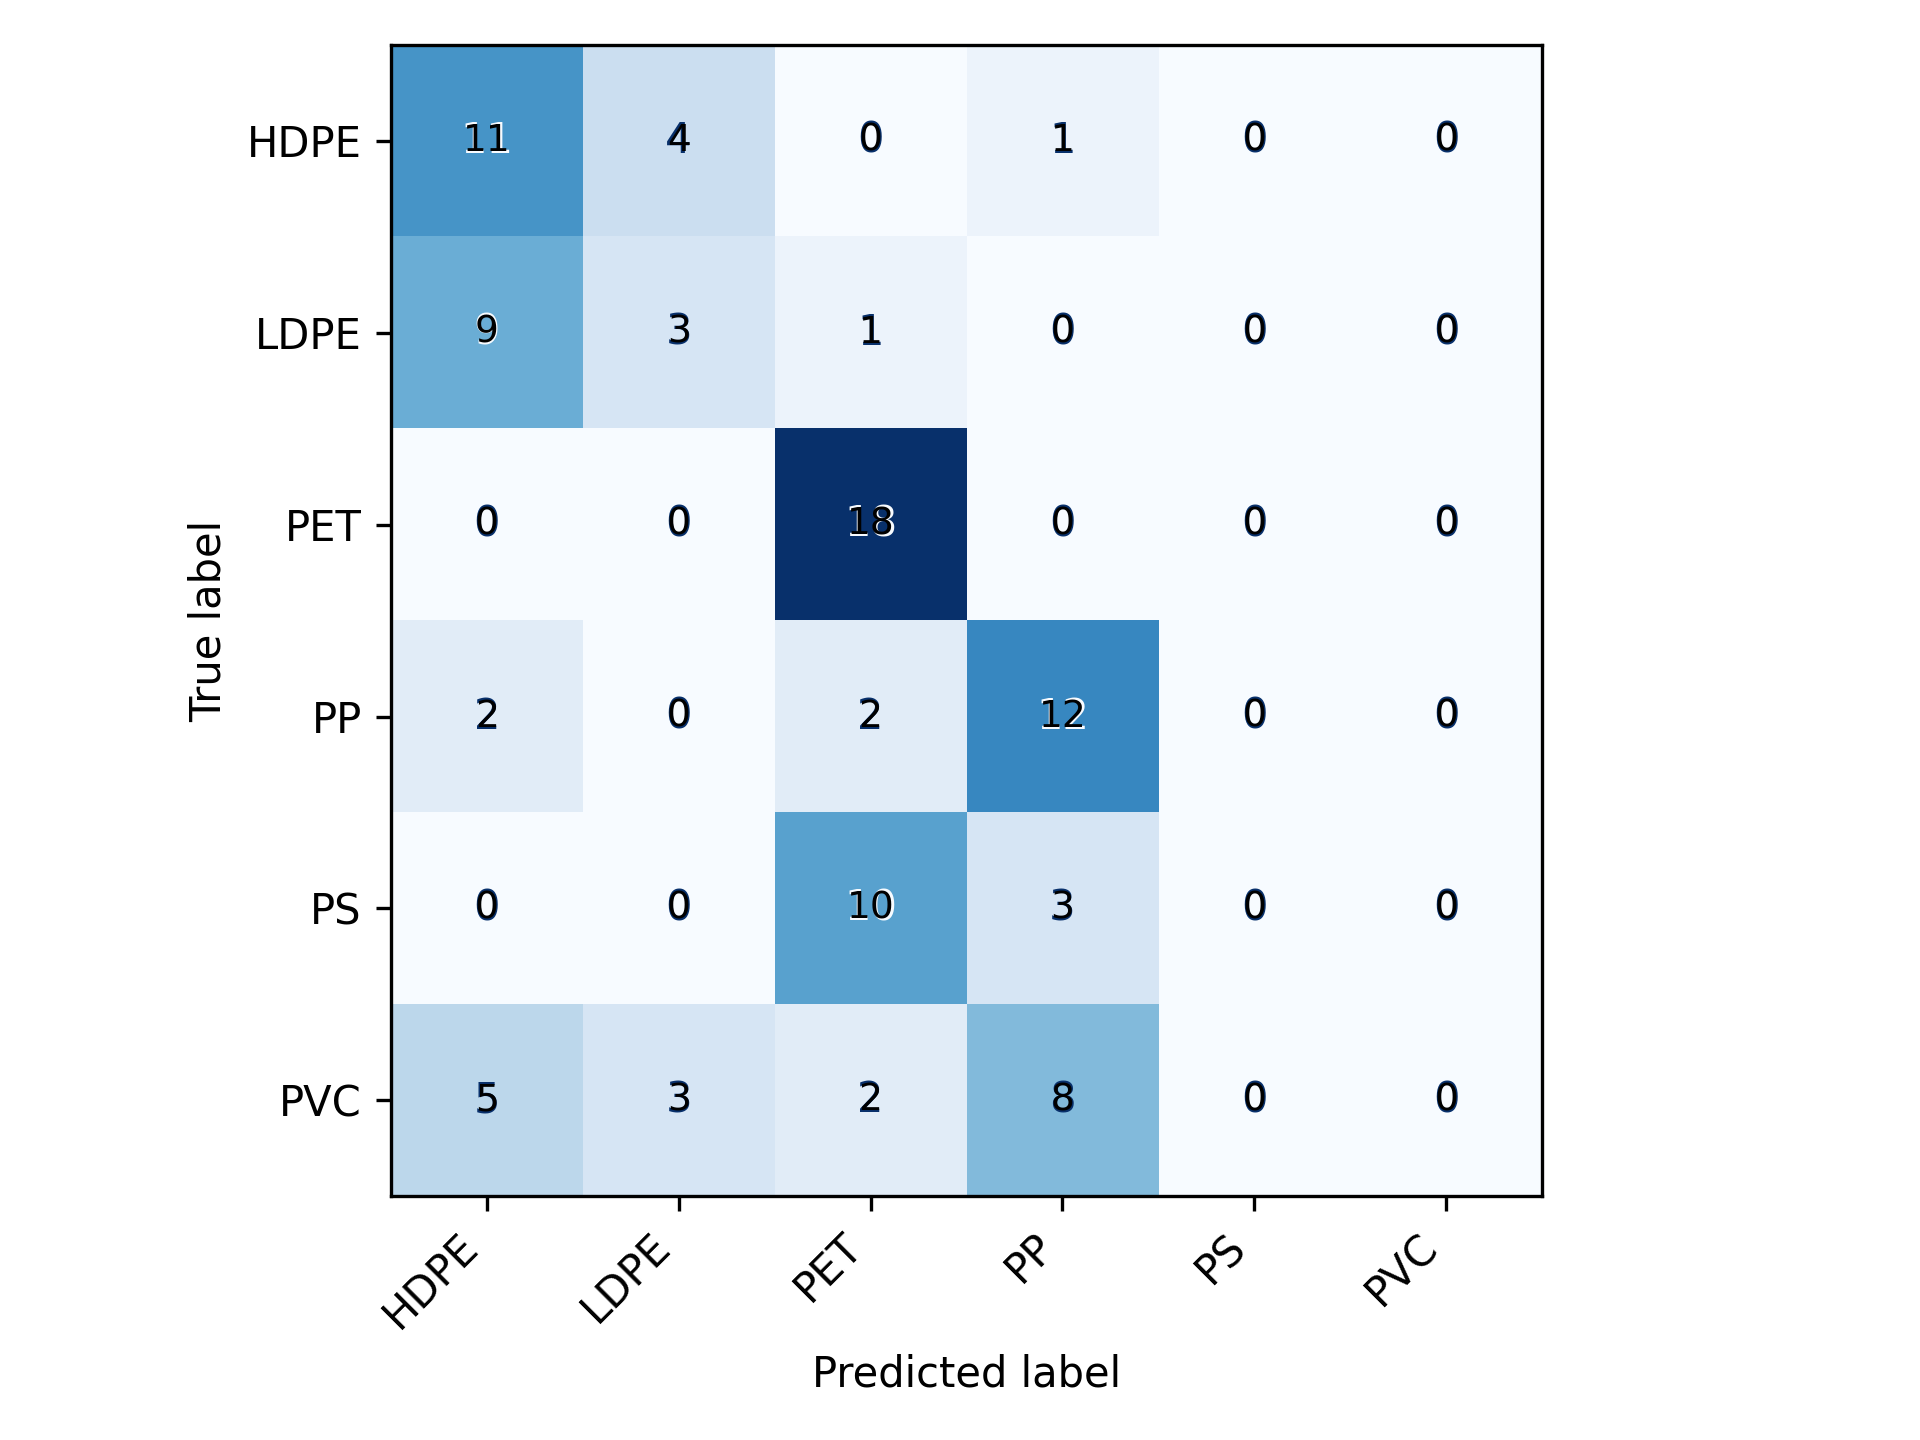 HDPE 11 4 0 1 0 0
LDPE 9 3 1 0 0 0
PET 0 0 18 0 0 0
PP 2 0 2 12 0 0
PS 0 0 10 3 0 0
PVC 5 3 2 8 0 0
True label
HDPE LDPE PET PP PS PVC
Predicted label